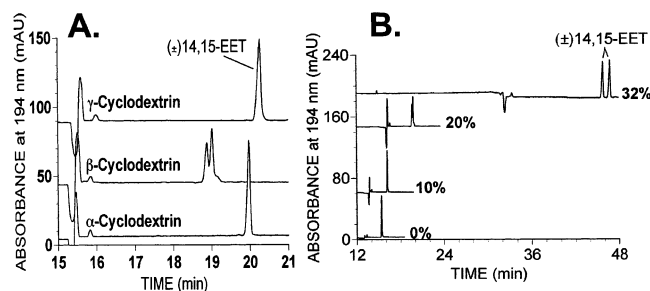 A.
ABSORBANCE at 194 nm (mAU)
150
100
50
0
(±)14,15-EET
γ-Cyclodextrin
β-Cyclodextrin
α-Cyclodextrin
15 16 17 18 19 20 21
TIME (min)
B.
ABSORBANCE at 194 nm (mAU)
240
160
80
0
(±)14,15-EET
32%
20%
10%
0%
12 24 36 48
TIME (min)